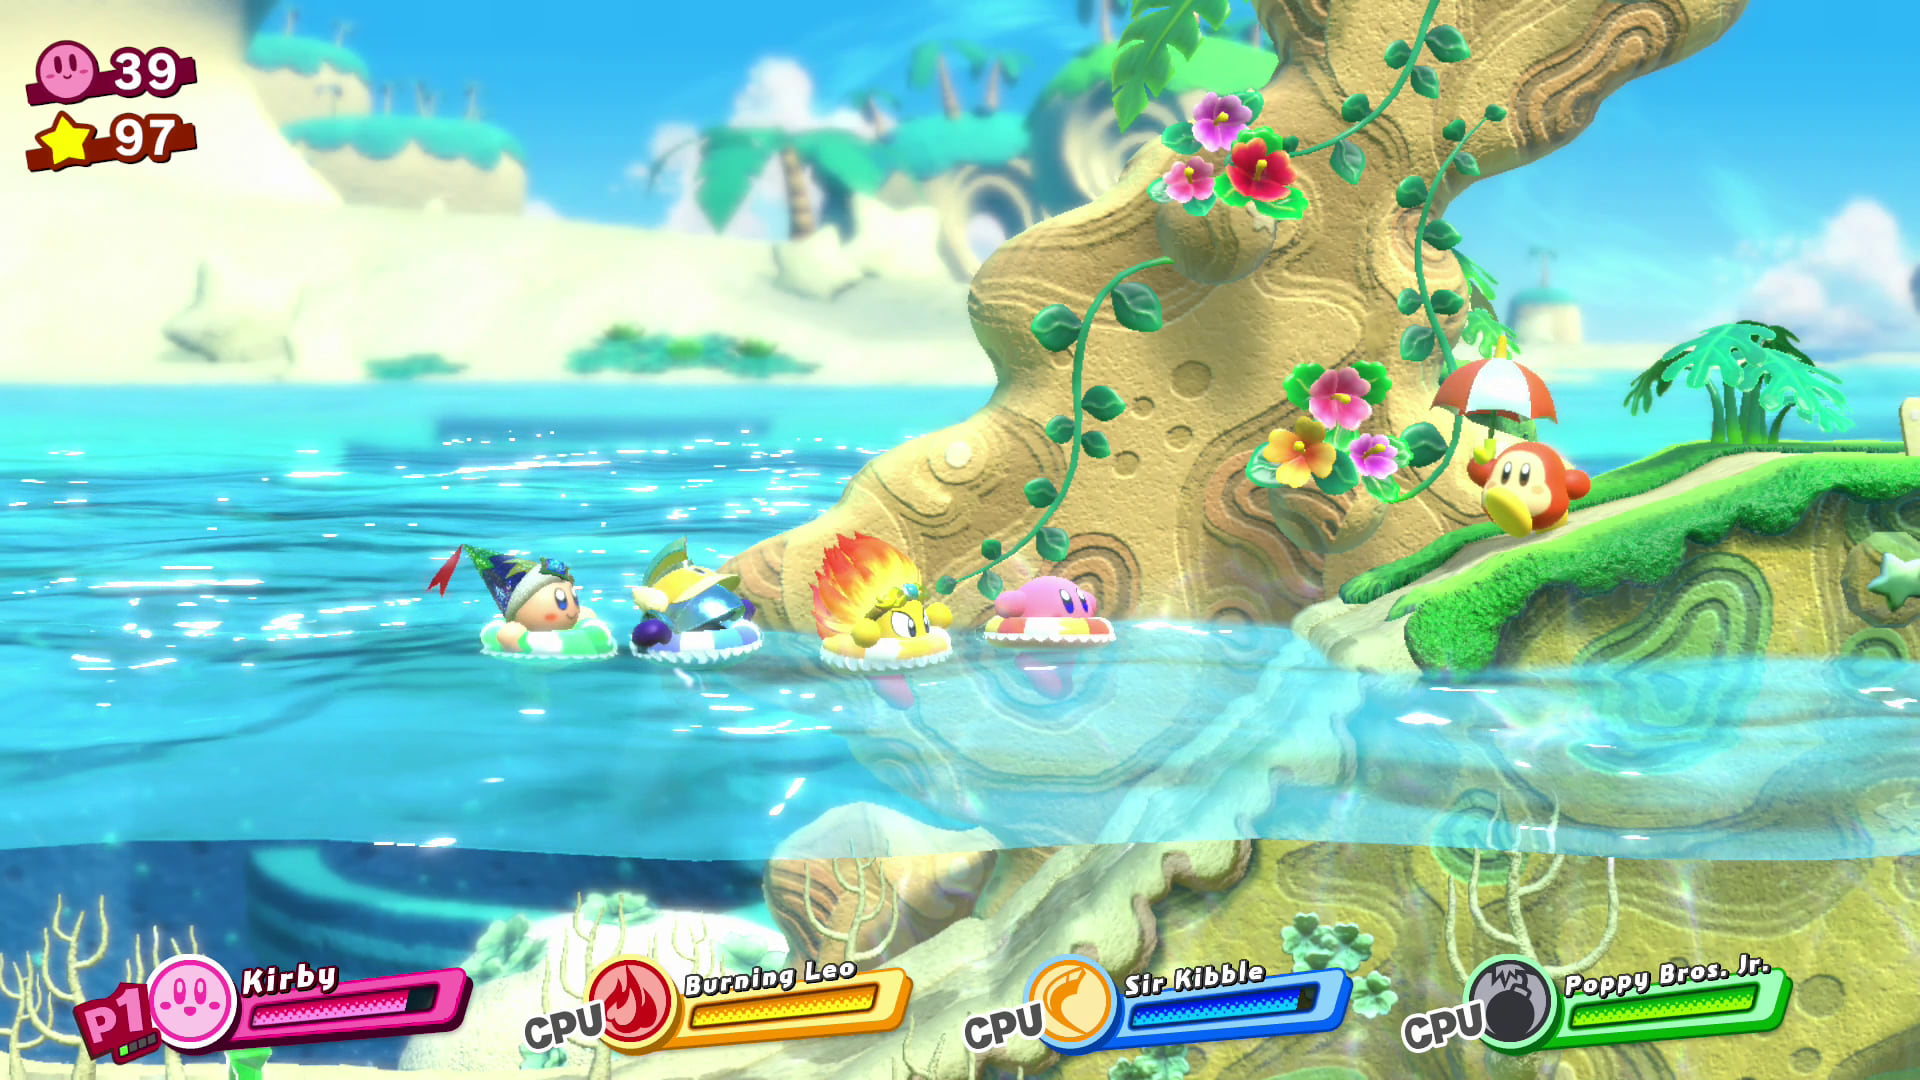 39
97
P1 Kirby
CPU Burning Leo
CPU Sir Kibble
CPU Poppy Bros. Jr.